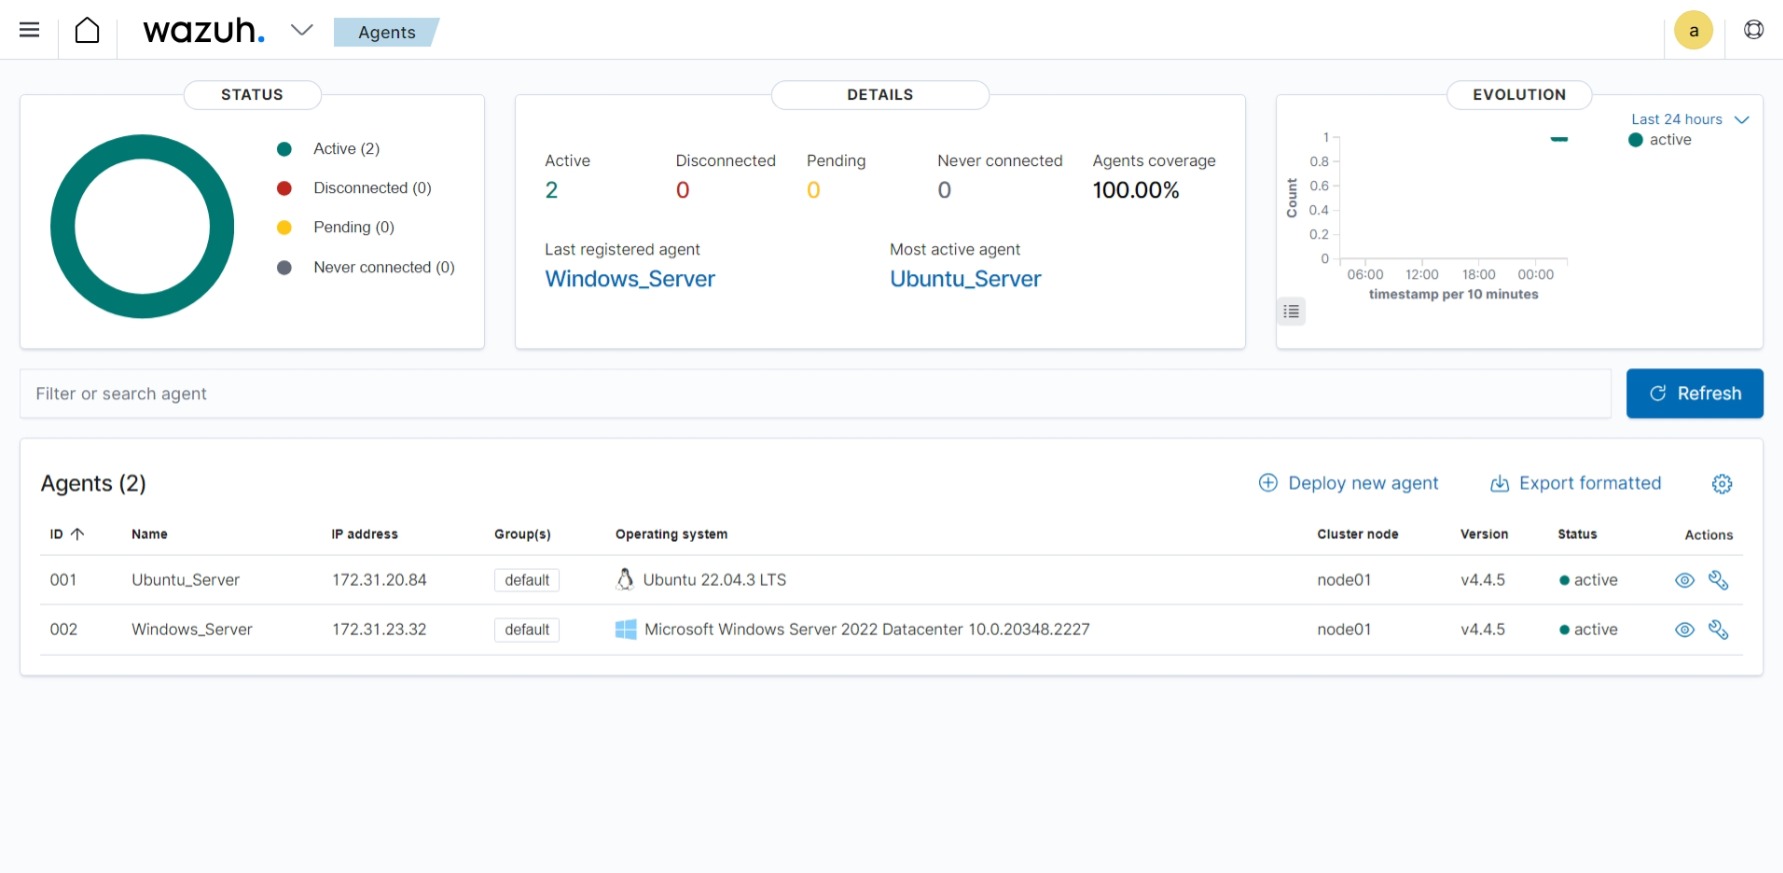 wazuh. Agents a
STATUS
Active (2)
Disconnected (0)
Pending (0)
Never connected (0)
DETAILS
Active Disconnected Pending Never connected Agents coverage
2 0 0 0 100.00%
Last registered agent Most active agent
Windows_Server Ubuntu_Server
EVOLUTION
Last 24 hours
active
1
0.8
0.6
0.4
0.2
0
Count
06:00 12:00 18:00 00:00
timestamp per 10 minutes
Filter or search agent Refresh
Agents (2) Deploy new agent Export formatted
ID Name IP address Group(s) Operating system Cluster node Version Status Actions
001 Ubuntu_Server 172.31.20.84 default Ubuntu 22.04.3 LTS node01 v4.4.5 active
002 Windows_Server 172.31.23.32 default Microsoft Windows Server 2022 Datacenter 10.0.20348.2227 node01 v4.4.5 active